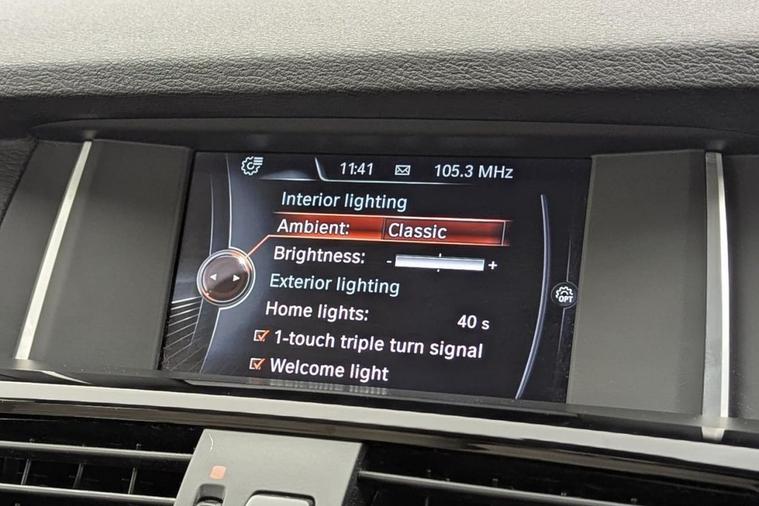 11:41 105.3 MHz
Interior lighting
Ambient: Classic
Brightness: - +
Exterior lighting
OPT
Home lights: 40 s
1-touch triple turn signal
Welcome light